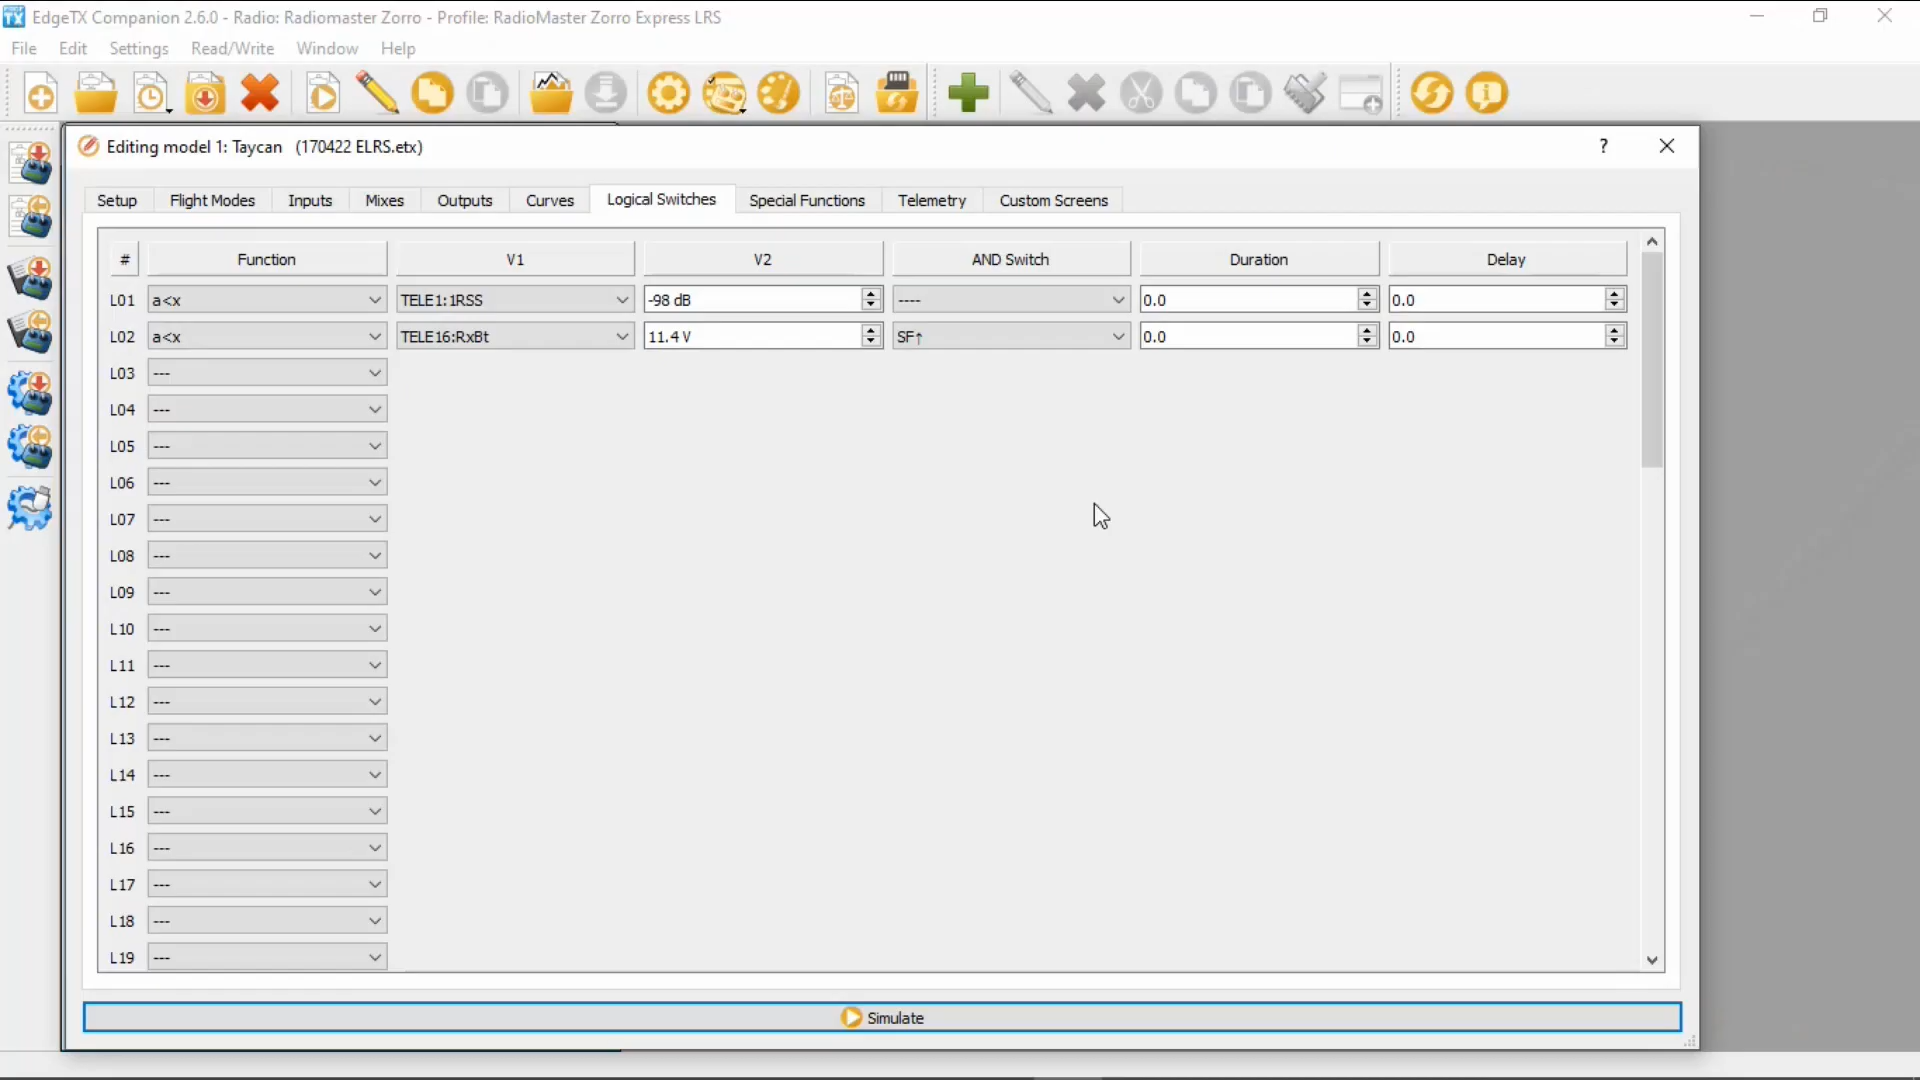 EdgeTX Companion 2.6.0 - Radio: Radiomaster Zorro - Profile: RadioMaster Zorro Express LRS
File Edit Settings Read/Write Window Help
Editing model 1: Taycan (170422 ELRS.etx)
?
Setup Flight Modes Inputs Mixes Outputs Curves Logical Switches Special Functions Telemetry Custom Screens
# Function V1 V2 AND Switch Duration Delay
L01 a<x TELE1:1RSS -98 dB ---- 0.0 0.0
L02 a<x TELE16:RxBt 11.4 V SF↑ 0.0 0.0
L03 ---
L04 ---
L05 ---
L06 ---
L07 ---
L08 ---
L09 ---
L10 ---
L11 ---
L12 ---
L13 ---
L14 ---
L15 ---
L16 ---
L17 ---
L18 ---
L19 ---
Simulate